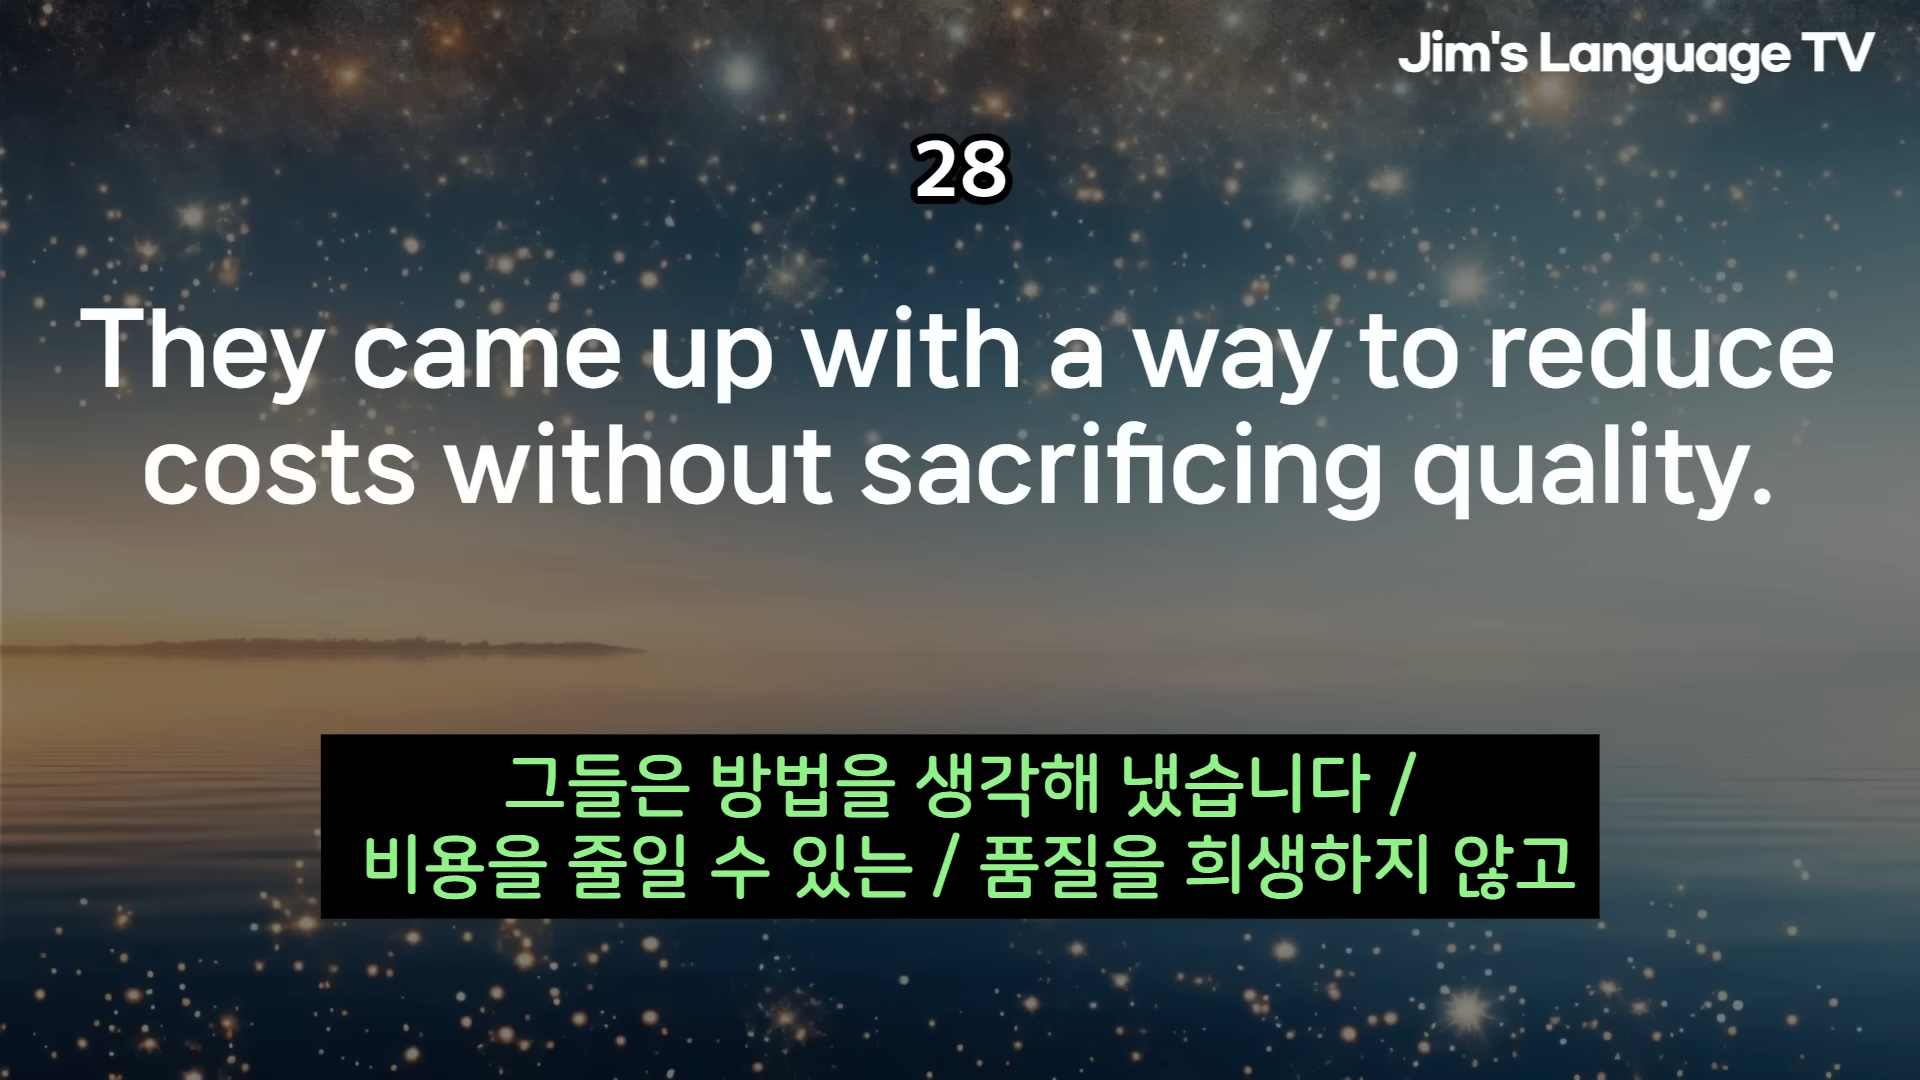 Jim's Language TV
28
They came up with a way to reduce
costs without sacrificing quality.
그들은 방법을 생각해 냈습니다 /
비용을 줄일 수 있는 / 품질을 희생하지 않고